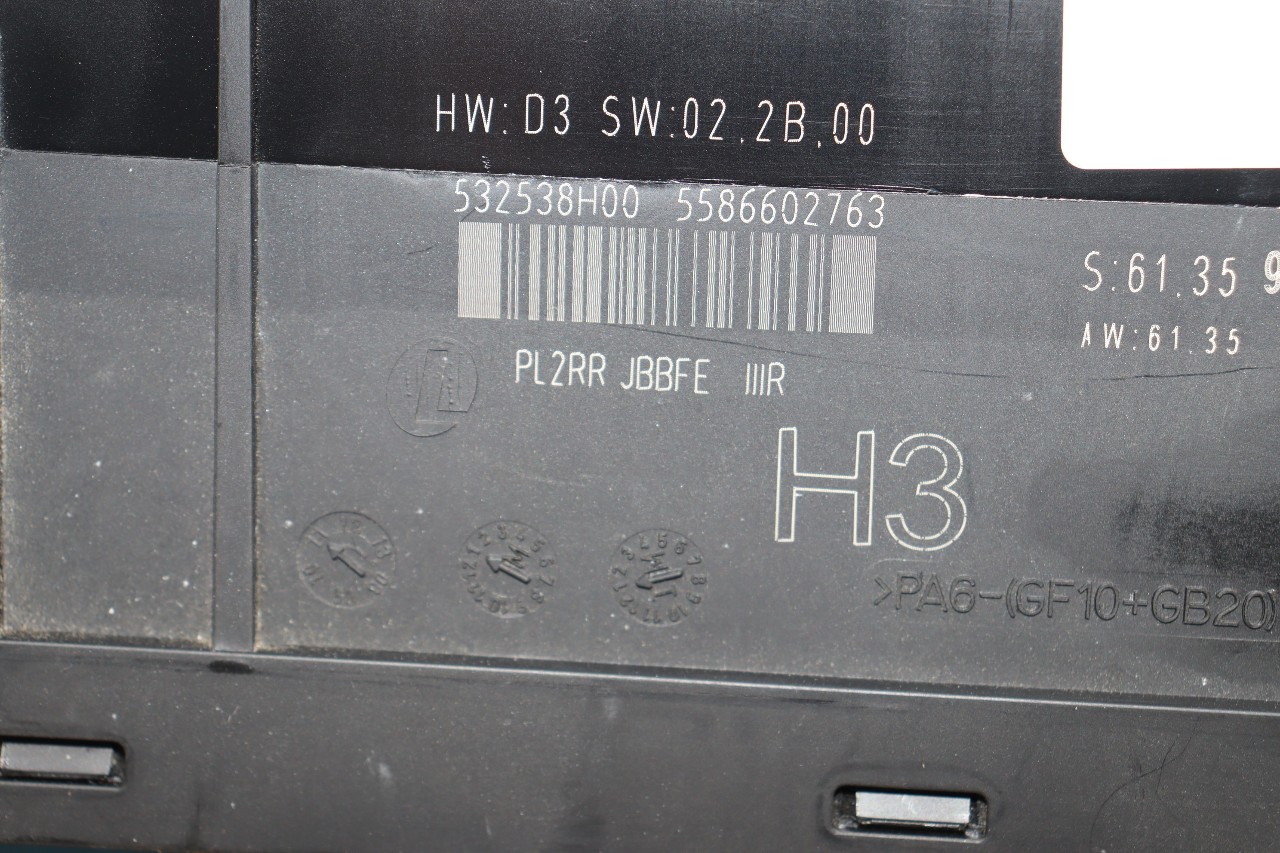 HW: D3 SW:02.2B.00
532538H00 5586602763
S:61.35 9
AW:61.35
PL2RR JBBFE IIIR
H3
>PA6-(GF10+GB20)